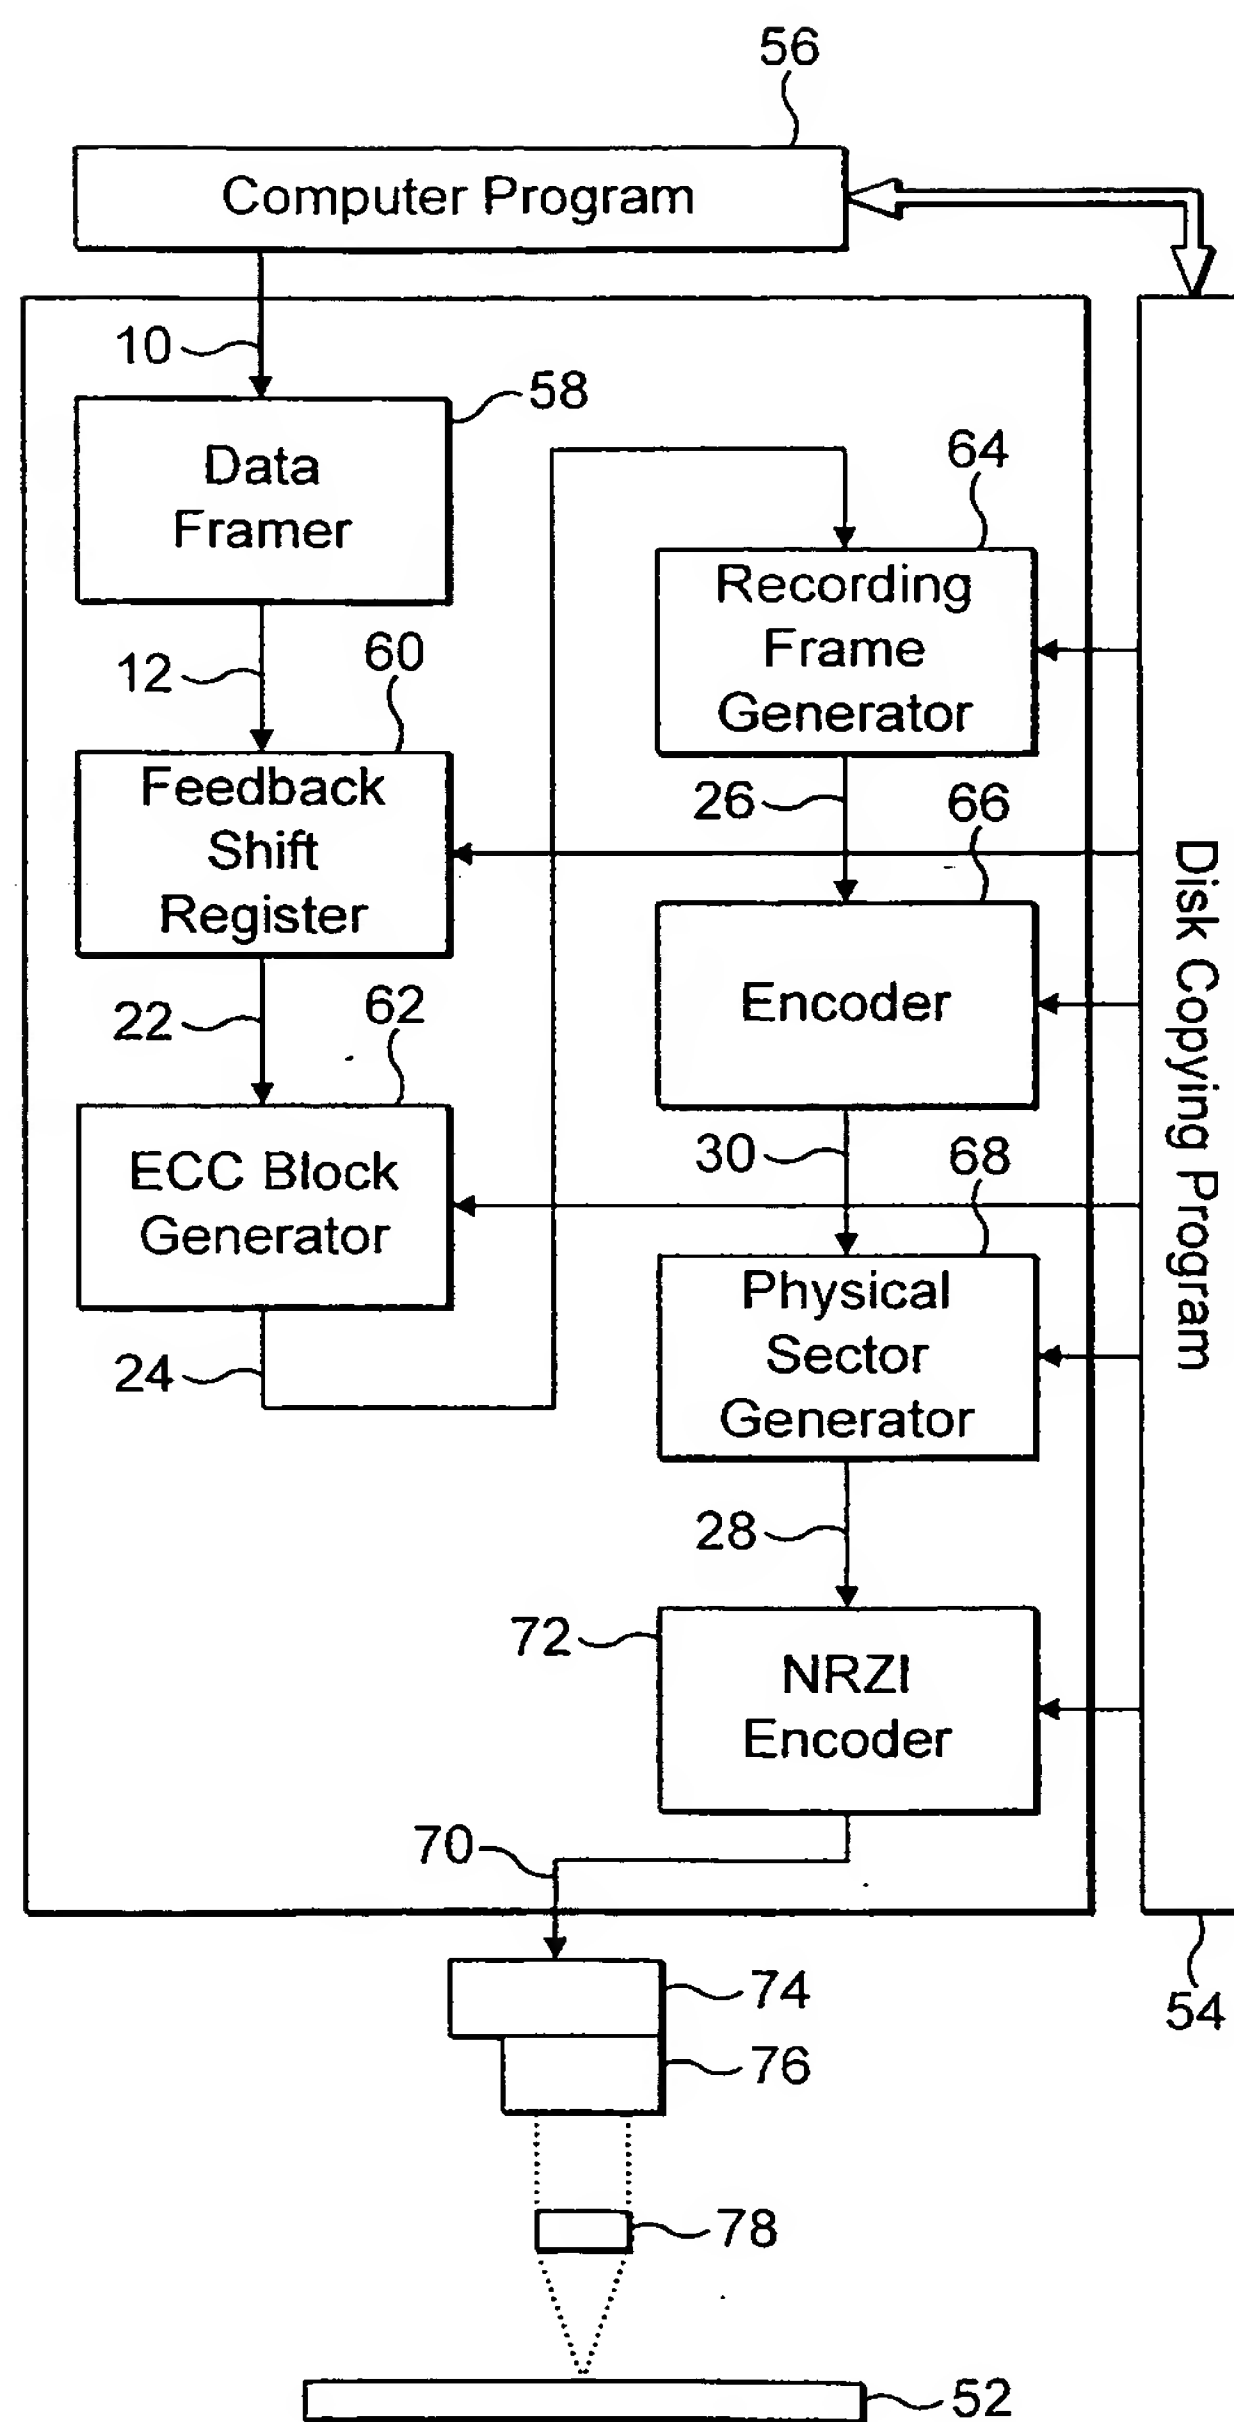 56
Computer Program
10
58
Data
Framer
64
Recording
Frame
Generator
12
60
Feedback
Shift
Register
26
66
Encoder
22
62
ECC Block
Generator
30
68
Physical
Sector
Generator
24
28
72
NRZI
Encoder
70
Disk Copying Program
54
74
76
78
52